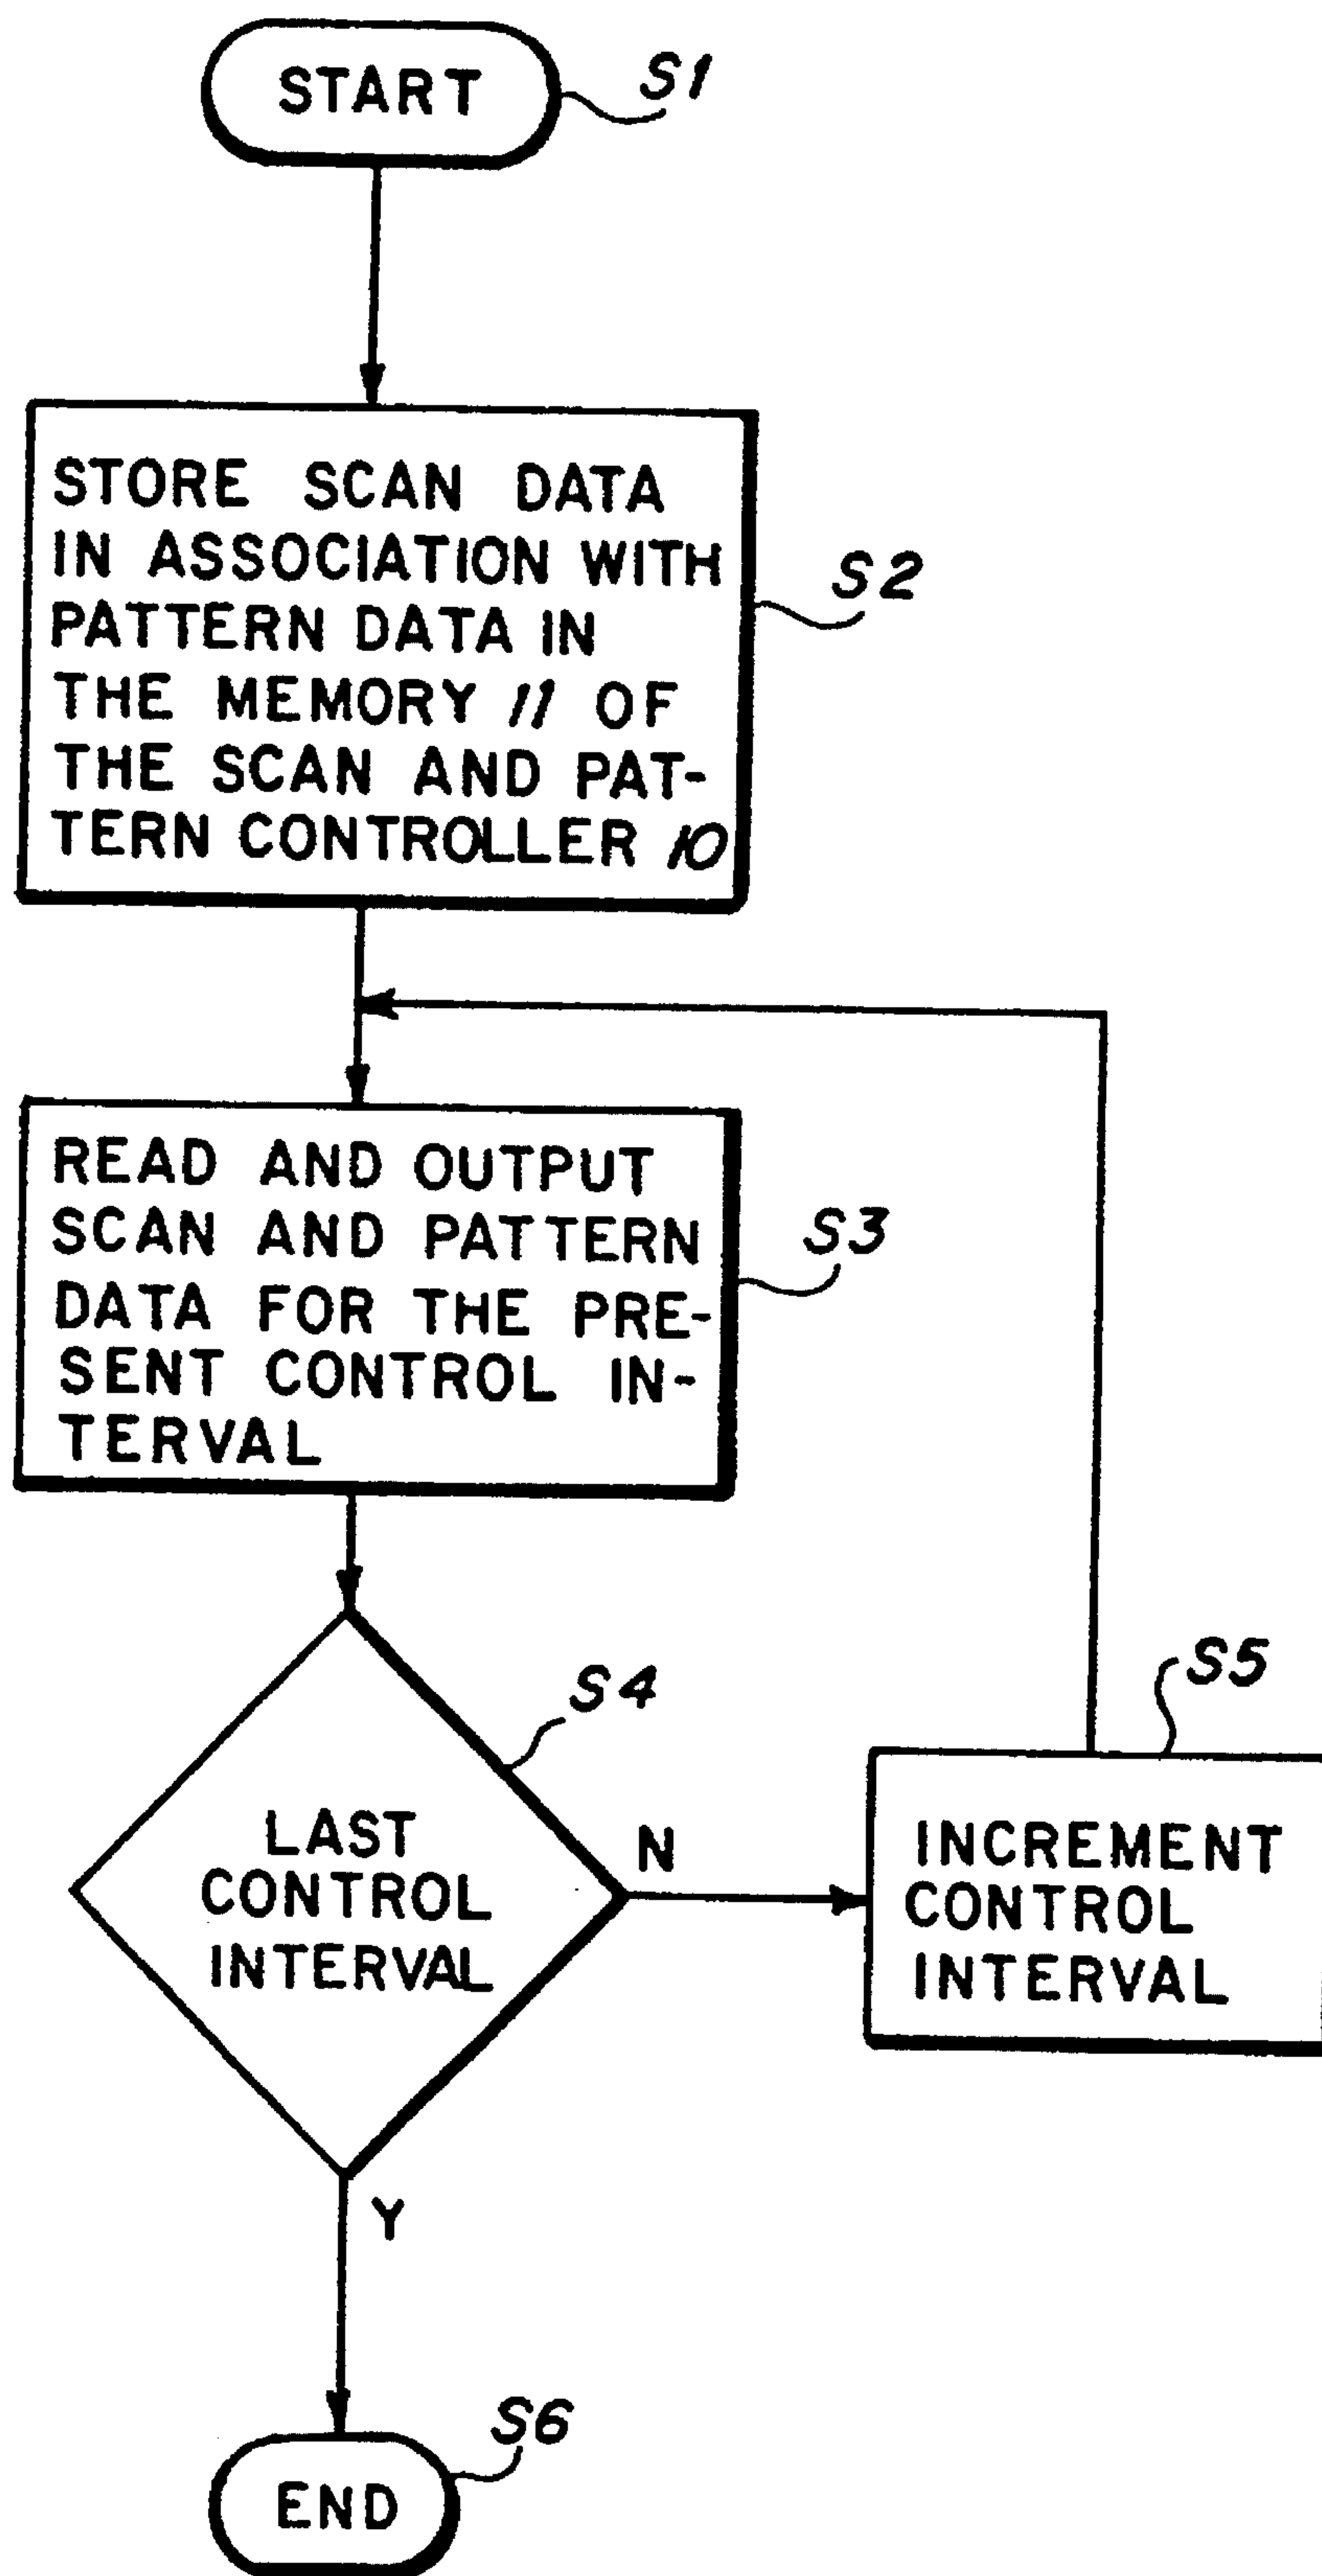 START
S1
STORE SCAN DATA
IN ASSOCIATION WITH
PATTERN DATA IN
THE MEMORY 11 OF
THE SCAN AND PAT-
TERN CONTROLLER 10
S2
READ AND OUTPUT
SCAN AND PATTERN
DATA FOR THE PRE-
SENT CONTROL IN-
TERVAL
S3
S4
LAST
CONTROL
INTERVAL
N
S5
INCREMENT
CONTROL
INTERVAL
Y
S6
END